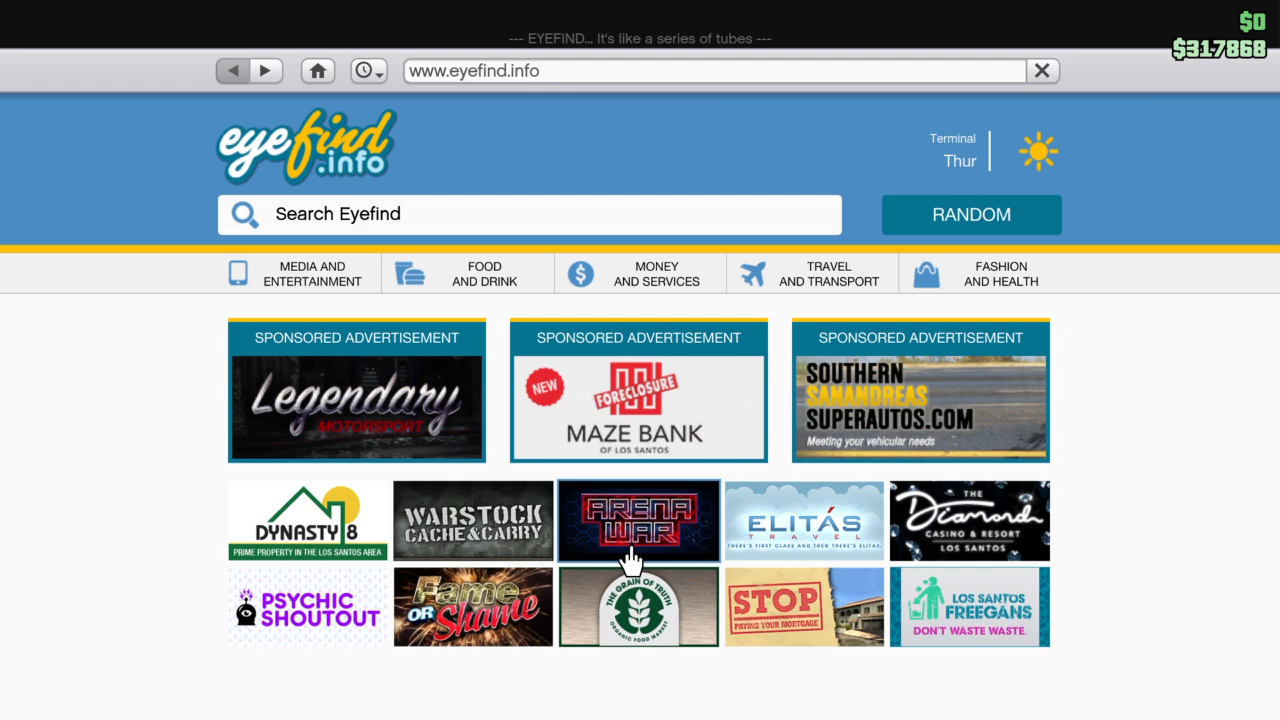 $0
$317868
--- EYEFIND... It's like a series of tubes ---
www.eyefind.info
eyefind
.info
Terminal
Thur
Search Eyefind
RANDOM
MEDIA AND
ENTERTAINMENT
FOOD
AND DRINK
MONEY
AND SERVICES
TRAVEL
AND TRANSPORT
FASHION
AND HEALTH
SPONSORED ADVERTISEMENT
Legendary
MOTORSPORT
SPONSORED ADVERTISEMENT
NEW
FORECLOSURE
MAZE BANK
OF LOS SANTOS
SPONSORED ADVERTISEMENT
SOUTHERN
SANANDREAS
SUPERAUTOS.COM
Meeting your vehicular needs
DYNASTY 8
PRIME PROPERTY IN THE LOS SANTOS AREA
WARSTOCK
CACHE & CARRY
ARENA
WAR
ELITÁS
TRAVEL
THERE'S FIRST CLASS AND THEN THERE'S ELITAS.
THE
Diamond
CASINO & RESORT
LOS SANTOS
PSYCHIC
SHOUTOUT
Fame
OR Shame
THE GRAIN OF TRUTH
ORGANIC FOOD MARKET
STOP
PAYING YOUR MORTGAGE
LOS SANTOS
FREEGANS
DON'T WASTE WASTE.